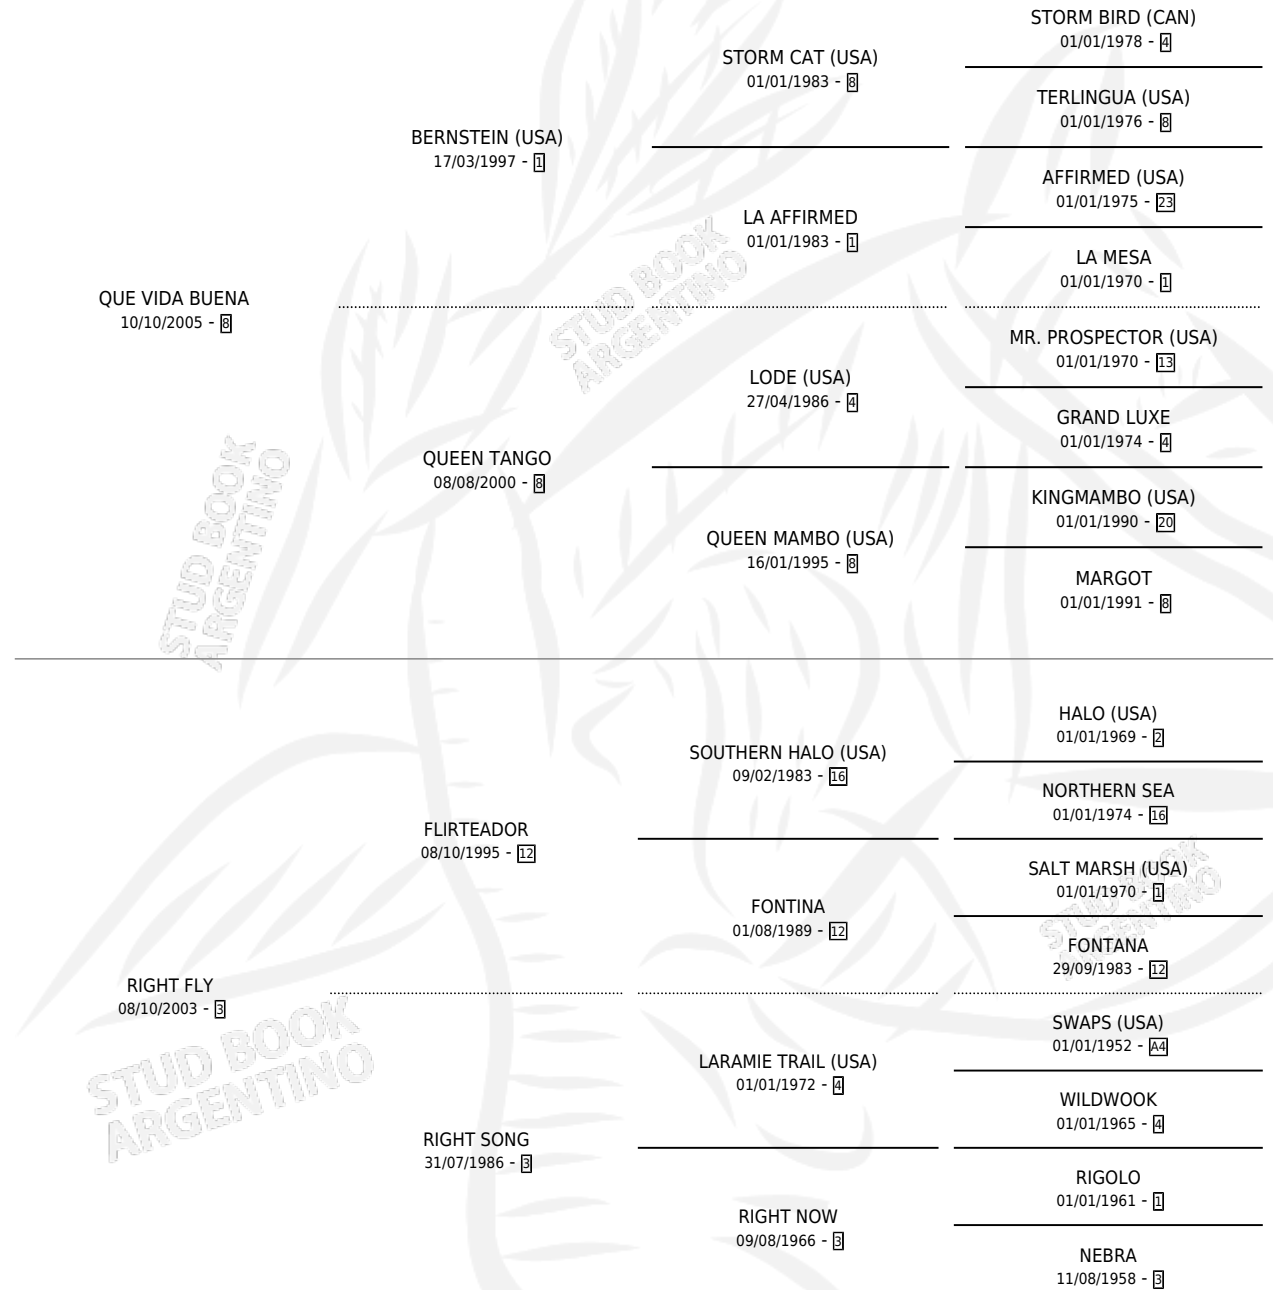 STORM BIRD (CAN)
01/01/1978 - 4
STORM CAT (USA)
01/01/1983 - 8
TERLINGUA (USA)
01/01/1976 - 8
BERNSTEIN (USA)
17/03/1997 - 1
AFFIRMED (USA)
01/01/1975 - 23
LA AFFIRMED
01/01/1983 - 1
LA MESA
01/01/1970 - 1
QUE VIDA BUENA
10/10/2005 - 8
MR. PROSPECTOR (USA)
01/01/1970 - 13
LODE (USA)
27/04/1986 - 4
GRAND LUXE
01/01/1974 - 4
QUEEN TANGO
08/08/2000 - 8
KINGMAMBO (USA)
01/01/1990 - 20
QUEEN MAMBO (USA)
16/01/1995 - 8
MARGOT
01/01/1991 - 8
HALO (USA)
01/01/1969 - 2
SOUTHERN HALO (USA)
09/02/1983 - 16
NORTHERN SEA
01/01/1974 - 16
FLIRTEADOR
08/10/1995 - 12
SALT MARSH (USA)
01/01/1970 - 1
FONTINA
01/08/1989 - 12
FONTANA
29/09/1983 - 12
RIGHT FLY
08/10/2003 - 3
SWAPS (USA)
01/01/1952 - A4
LARAMIE TRAIL (USA)
01/01/1972 - 4
WILDWOOK
01/01/1965 - 4
RIGHT SONG
31/07/1986 - 3
RIGOLO
01/01/1961 - 1
RIGHT NOW
09/08/1966 - 3
NEBRA
11/08/1958 - 3
STUD BOOK
ARGENTINO
STUD BOOK
ARGENTINO
STUD BOOK
ARGENTINO
STUD BOOK
ARGENTINO